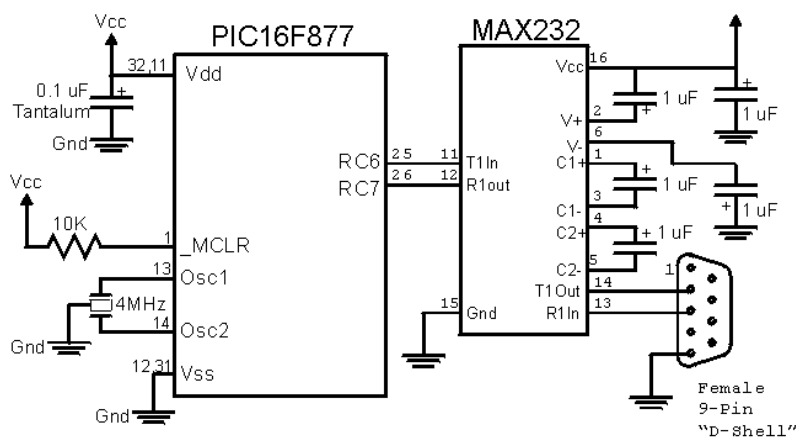 Vcc
PIC16F877
MAX232
32,11
Vdd
0.1 uF
+
Tantalum
Gnd
Vcc
10K
1
_MCLR
13
Osc1
4MHz
14
Osc2
Gnd
12,31
Vss
Gnd
RC6
25
11
T1In
RC7
26
12
R1out
15
Gnd
Vcc
16
+
1 uF
+
1 uF
2
V+
6
V-
1
C1+
+
1 uF
3
C1-
+
1 uF
4
C2+
+
1 uF
5
C2-
14
T1Out
13
R1In
1
Female
9-Pin
“D-Shell”